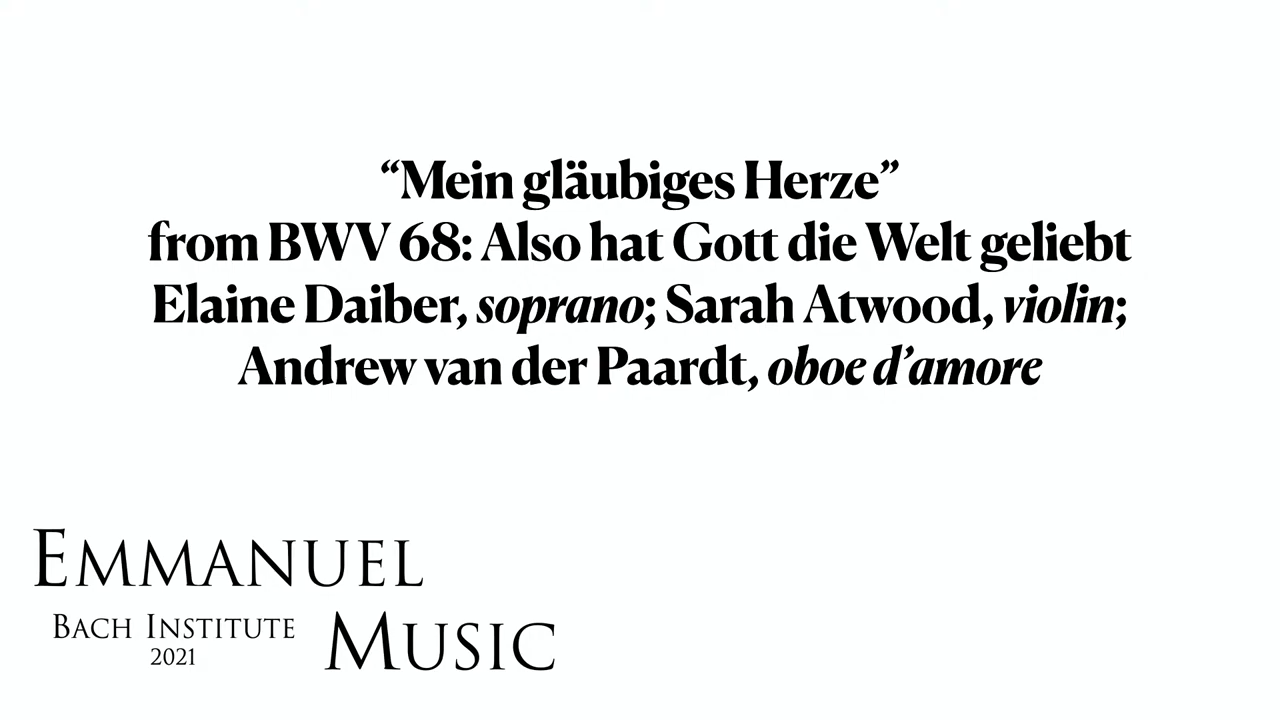 “Mein gläubiges Herze”
from BWV 68: Also hat Gott die Welt geliebt
Elaine Daiber, soprano; Sarah Atwood, violin;
Andrew van der Paardt, oboe d’amore
Emmanuel
Bach Institute
2021
Music